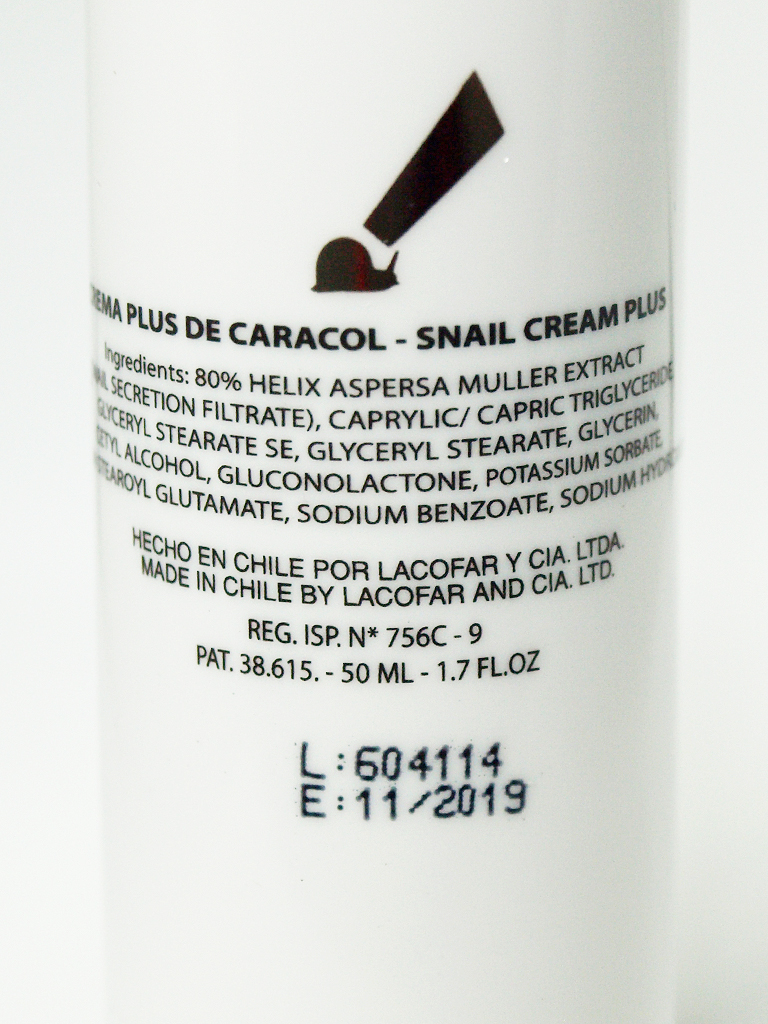 CREMA PLUS DE CARACOL - SNAIL CREAM PLUS
Ingredients: 80% HELIX ASPERSA MULLER EXTRACT
SECRETION FILTRATE), CAPRYLIC/ CAPRIC TRIGLYCERIDE
GLYCERYL STEARATE SE, GLYCERYL STEARATE, GLYCERIN,
CETYL ALCOHOL, GLUCONOLACTONE, POTASSIUM SORBATE,
STEAROYL GLUTAMATE, SODIUM BENZOATE, SODIUM
HECHO EN CHILE POR LACOFAR Y CIA. LTDA.
MADE IN CHILE BY LACOFAR AND CIA. LTD.
REG. ISP. N* 756C - 9
PAT. 38.615. - 50 ML - 1.7 FL.OZ
L:604114
E:11/2019